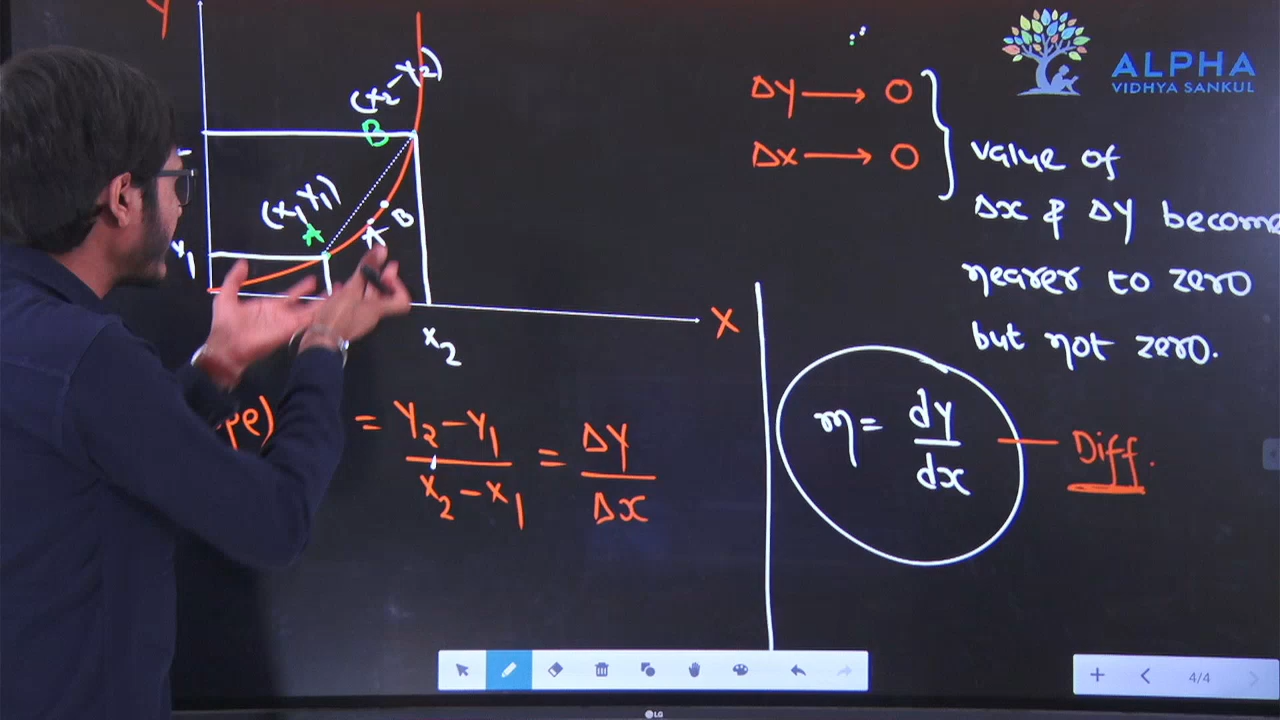 Y
ALPHA
VIDHYA SANKUL
(x2-Y2)
B
ΔY → 0
Δx → 0
value of
Δx & ΔY become
nearer to zero
but not zero.
(x1 Y1)
A
B
A
Y1
X
x2
= Y2-Y1 / x2-x1 = ΔY / Δx
m = dy / dx
Diff.
4/4
LG